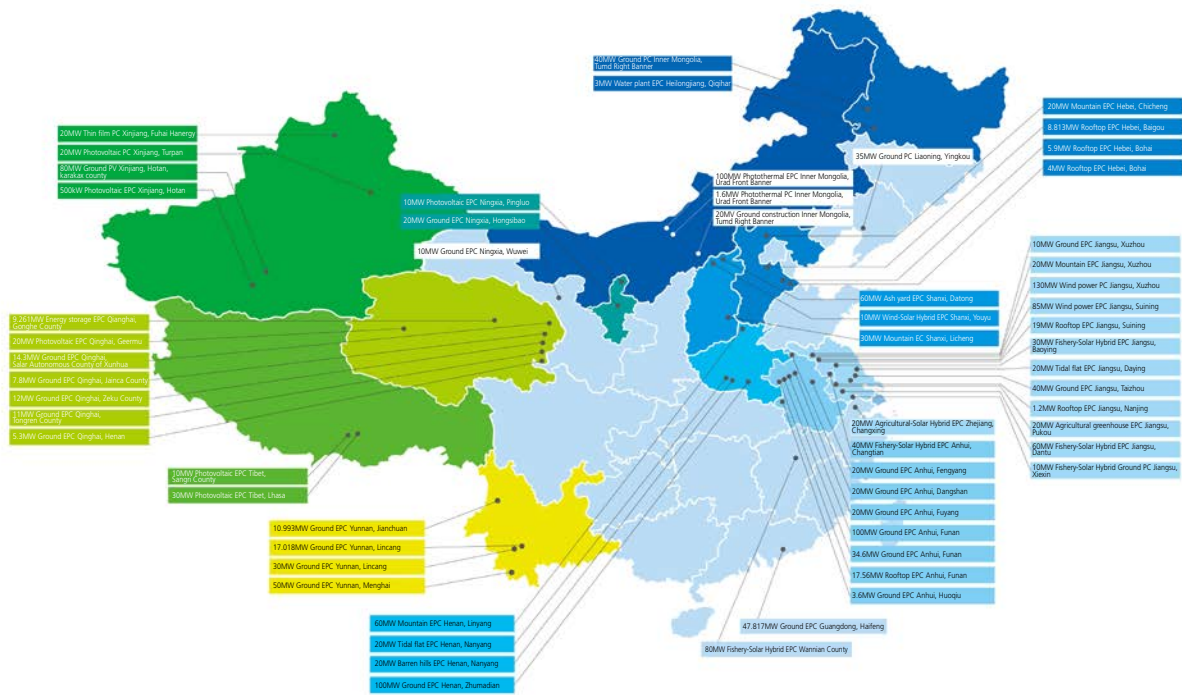 40MW Ground PC Inner Mongolia,
Tumd Right Banner
3MW Water plant EPC Heilongjiang, Qiqihar
20MW Thin film PC Xinjiang, Fuhai Hanergy
20MW Photovoltaic PC Xinjiang, Turpan
80MW Ground PV Xinjiang, Hotan,
karakax county
500kW Photovoltaic EPC Xinjiang, Hotan
20MW Mountain EPC Hebei, Chicheng
8.813MW Rooftop EPC Hebei, Baigou
5.9MW Rooftop EPC Hebei, Bohai
4MW Rooftop EPC Hebei, Bohai
35MW Ground PC Liaoning, Yingkou
100MW Photothermal EPC Inner Mongolia,
Urad Front Banner
1.6MW Photothermal PC Inner Mongolia,
Urad Front Banner
20MV Ground construction Inner Mongolia,
Tumd Right Banner
10MW Photovoltaic EPC Ningxia, Pingluo
20MW Ground EPC Ningxia, Hongsibao
10MW Ground EPC Ningxia, Wuwei
60MW Ash yard EPC Shanxi, Datong
10MW Wind-Solar Hybrid EPC Shanxi, Youyu
30MW Mountain EC Shanxi, Licheng
9.261MW Energy storage EPC Qianghai,
Gonghe County
20MW Photovoltaic EPC Qinghai, Geermu
14.3MW Ground EPC Qinghai,
Salar Autonomous County of Xunhua
7.8MW Ground EPC Qinghai, Jainca County
12MW Ground EPC Qinghai, Zeku County
11MW Ground EPC Qinghai,
Tongren County
5.3MW Ground EPC Qinghai, Henan
10MW Photovoltaic EPC Tibet,
Sangri County
30MW Photovoltaic EPC Tibet, Lhasa
10.993MW Ground EPC Yunnan, Jianchuan
17.018MW Ground EPC Yunnan, Lincang
30MW Ground EPC Yunnan, Lincang
50MW Ground EPC Yunnan, Menghai
60MW Mountain EPC Henan, Linyang
20MW Tidal flat EPC Henan, Nanyang
20MW Barren hills EPC Henan, Nanyang
100MW Ground EPC Henan, Zhumadian
10MW Ground EPC Jiangsu, Xuzhou
20MW Mountain EPC Jiangsu, Xuzhou
130MW Wind power PC Jiangsu, Xuzhou
85MW Wind power EPC Jiangsu, Suining
19MW Rooftop EPC Jiangsu, Suining
30MW Fishery-Solar Hybrid EPC Jiangsu,
Baoying
20MW Tidal flat EPC Jiangsu, Daying
40MW Ground Jiangsu, Taizhou
1.2MW Rooftop EPC Jiangsu, Nanjing
20MW Agricultural greenhouse EPC Jiangsu,
Pukou
60MW Fishery-Solar Hybrid EPC Jiangsu,
Dantu
10MW Fishery-Solar Hybrid Ground PC Jiangsu,
Xiexin
20MW Agricultural-Solar Hybrid EPC Zhejiang,
Changxing
40MW Fishery-Solar Hybrid EPC Anhui,
Changtian
20MW Ground EPC Anhui, Fengyang
20MW Ground EPC Anhui, Dangshan
20MW Ground EPC Anhui, Fuyang
100MW Ground EPC Anhui, Funan
34.6MW Ground EPC Anhui, Funan
17.56MW Rooftop EPC Anhui, Funan
3.6MW Ground EPC Anhui, Huoqiu
47.817MW Ground EPC Guangdong, Haifeng
80MW Fishery-Solar Hybrid EPC Wannian County